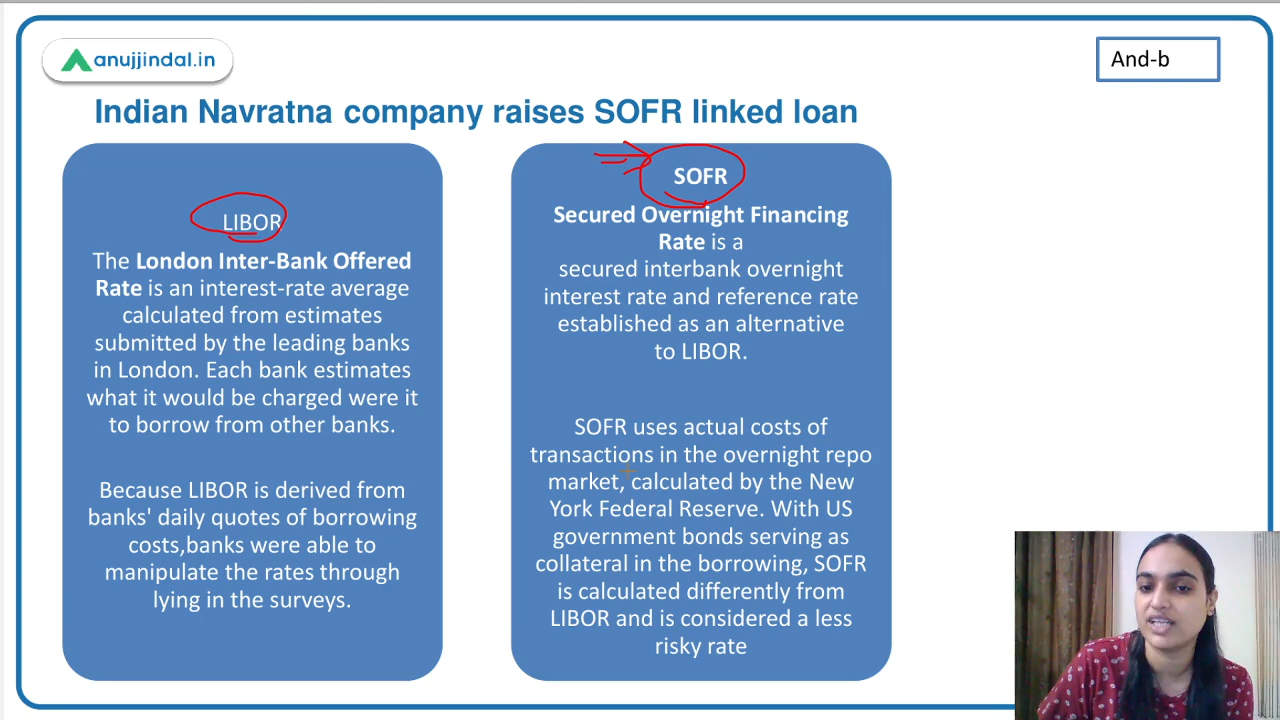 anujjindal.in
And-b
Indian Navratna company raises SOFR linked loan
LIBOR
The London Inter-Bank Offered
Rate is an interest-rate average
calculated from estimates
submitted by the leading banks
in London. Each bank estimates
what it would be charged were it
to borrow from other banks.
Because LIBOR is derived from
banks' daily quotes of borrowing
costs,banks were able to
manipulate the rates through
lying in the surveys.
SOFR
Secured Overnight Financing
Rate is a
secured interbank overnight
interest rate and reference rate
established as an alternative
to LIBOR.
SOFR uses actual costs of
transactions in the overnight repo
market, calculated by the New
York Federal Reserve. With US
government bonds serving as
collateral in the borrowing, SOFR
is calculated differently from
LIBOR and is considered a less
risky rate